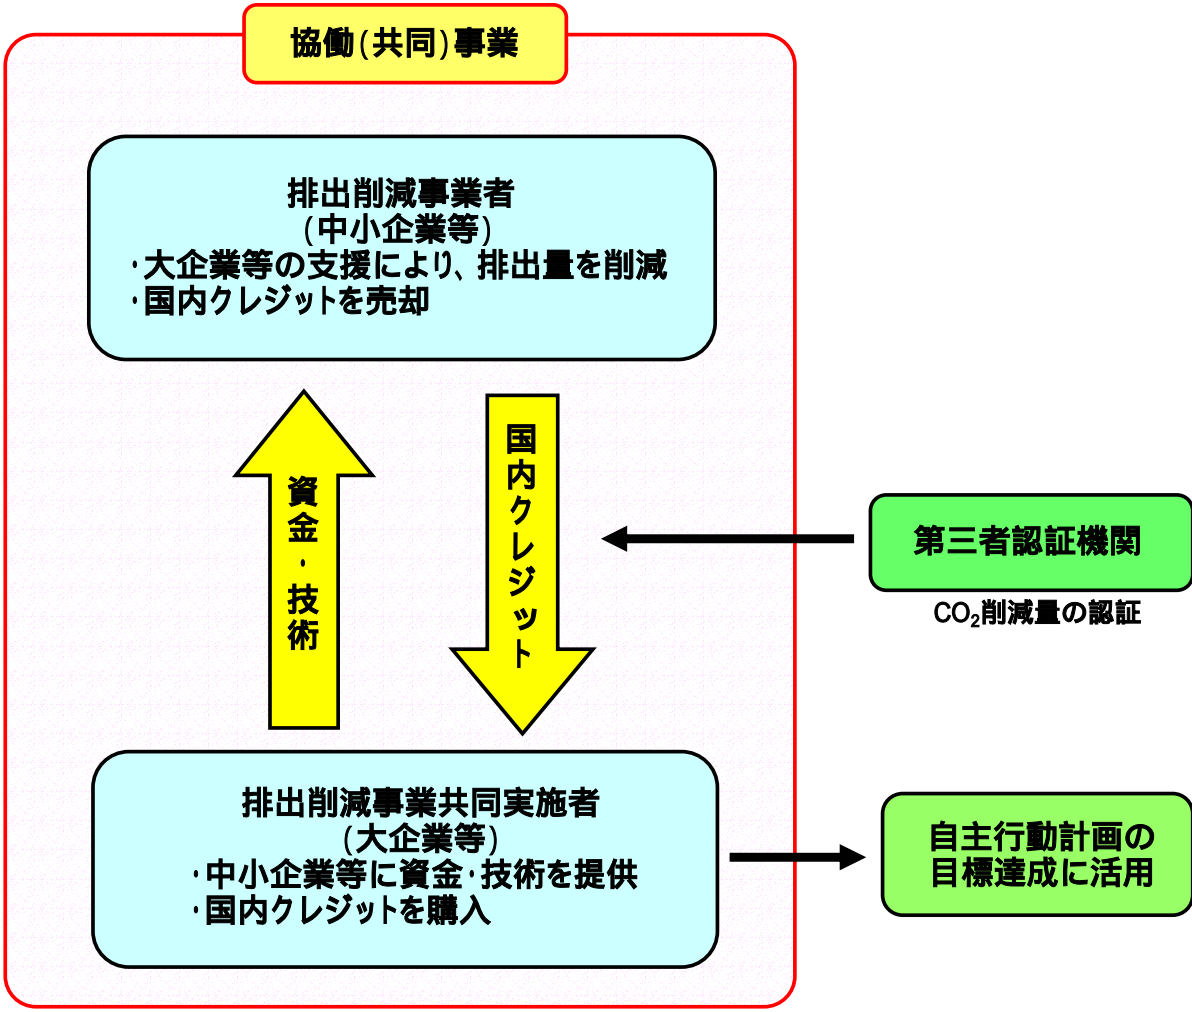 協働(共同)事業
排出削減事業者
(中小企業等)
・大企業等の支援により、排出量を削減
・国内クレジットを売却
資金・技術
国内クレジット
第三者認証機関
CO₂削減量の認証
排出削減事業共同実施者
(大企業等)
・中小企業等に資金・技術を提供
・国内クレジットを購入
自主行動計画の
目標達成に活用